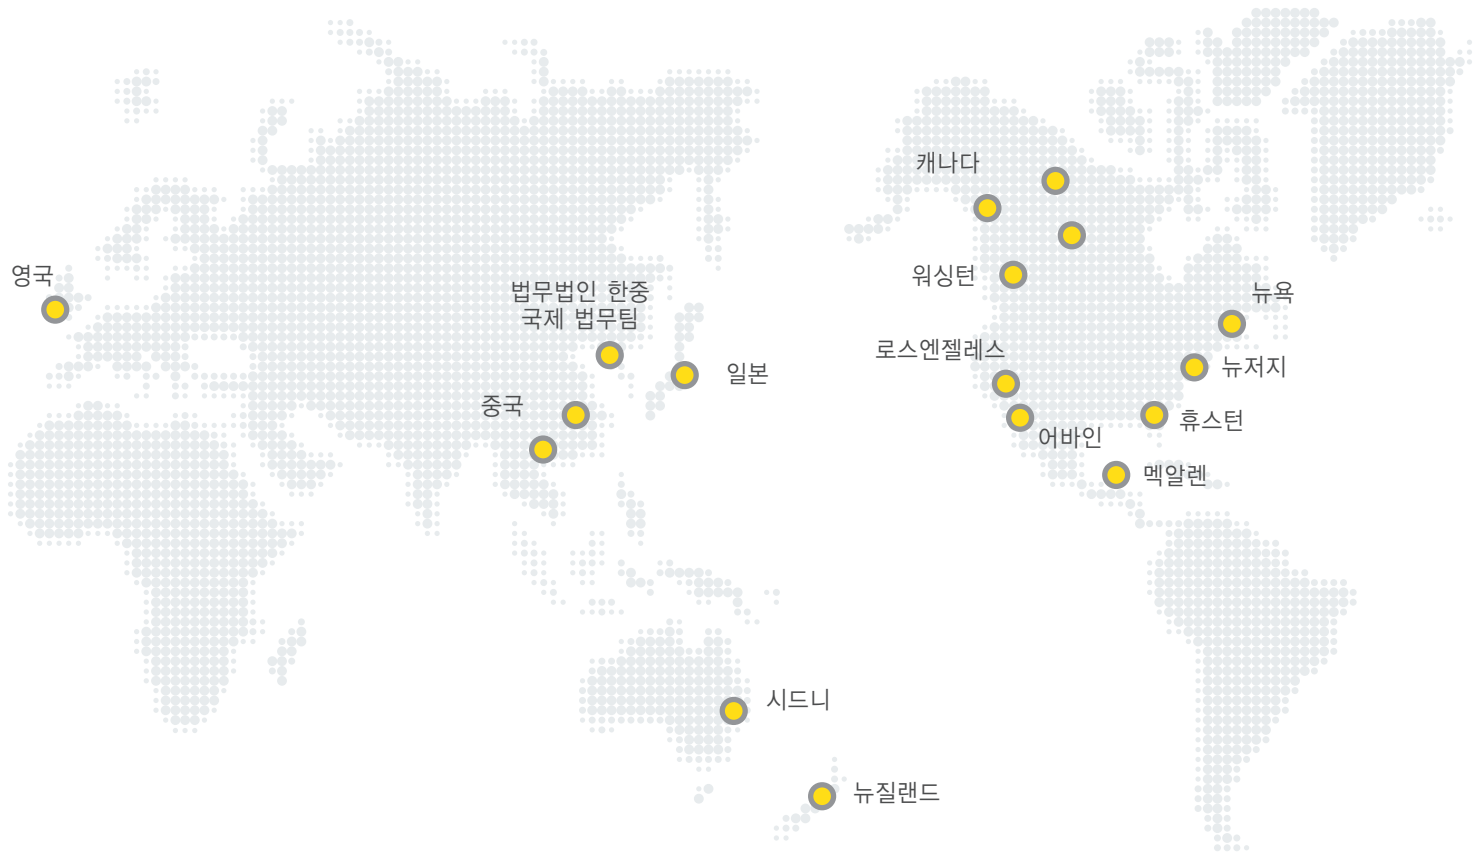 캐나다
영국
워싱턴
법무법인 한중
국제 법무팀
뉴욕
로스엔젤레스
뉴저지
일본
중국
휴스턴
어바인
멕알렌
시드니
뉴질랜드